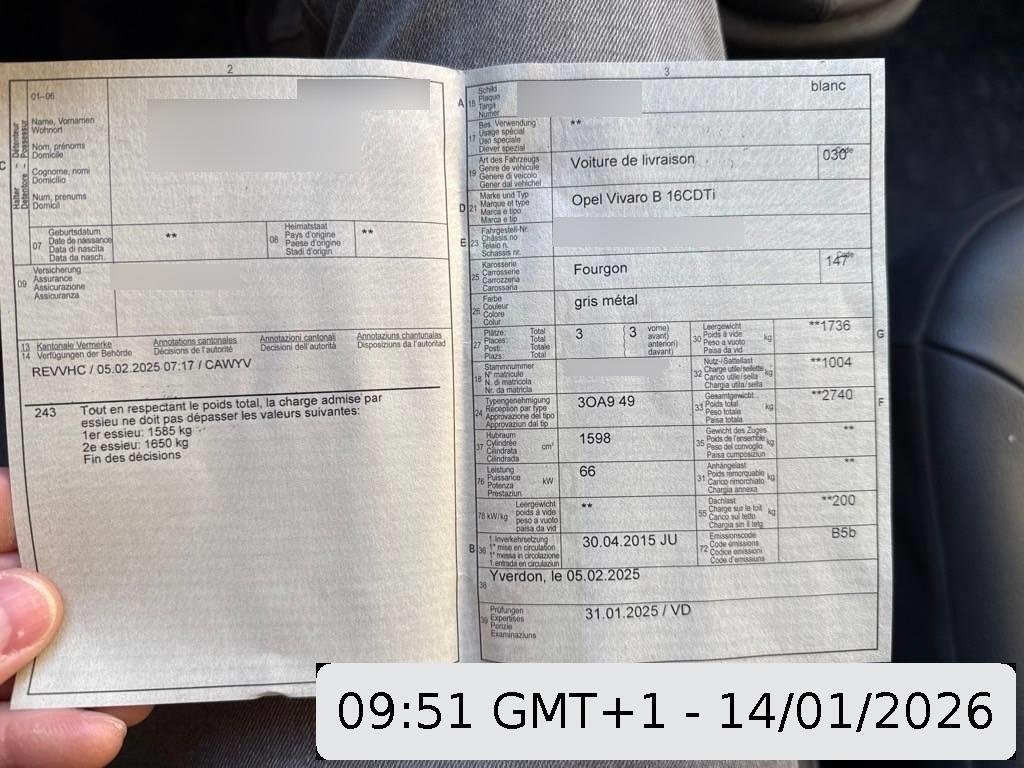 2
01–06
C
Halter - Détenteur
Detentore - Possessur
Name, Vornamen
Wohnort
Nom, prénoms
Domicile
Cognome, nomi
Domicilio
Num, prenums
Domicil
07
Geburtsdatum
Date de naissance
Data di nascita
Data da nasch.
**
08
Heimatstaat
Pays d'origine
Paese d'origine
Stadi d'origin
**
09
Versicherung
Assurance
Assicurazione
Assicuranza
13 Kantonale Vermerke Annotations cantonales Annotazioni cantonali Annotaziuns chantunalas
14 Verfügungen der Behörde Décisions de l'autorité Decisioni dell'autorità Disposiziuns da l'autoritad
REVVHC / 05.02.2025 07:17 / CAWYV
243 Tout en respectant le poids total, la charge admise par
essieu ne doit pas dépasser les valeurs suivantes:
1er essieu: 1585 kg
2e essieu: 1650 kg
Fin des décisions
3
A
15
Schild
Plaque
Targa
Numer
blanc
17
Bes. Verwendung
Usage spécial
Uso speciale
Diever spezial
**
19
Art des Fahrzeugs
Genre de véhicule
Genere di veicolo
Gener dal vehichel
Voiture de livraison
Code
030
D
21
Marke und Typ
Marque et type
Marca e tipo
Marca e tip
Opel Vivaro B 16CDTi
E
23
Fahrgestell-Nr.
Châssis no
Telaio n.
Schassis nr.
25
Karosserie
Carrosserie
Carrozzeria
Carossaria
Fourgon
Code
147
26
Farbe
Couleur
Colore
Colur
gris métal
27
Plätze: Total
Places: Total
Posti: Totale
Plazs: Total
3
3
vorne)
avant)
anteriori)
davant)
30
Leergewicht
Poids à vide
Peso a vuoto
Paisa da vid
kg
**1736
G
18
Stammnummer
N° matricule
N. di matricola
Nr. da matricla
32
Nutz-/Sattellast
Charge utile/sellette
Carico utile/sella
Chargia utila/sella
kg
**1004
24
Typengenehmigung
Réception par type
Approvazione del tipo
Approvaziun dal tip
3OA9 49
33
Gesamtgewicht
Poids total
Peso totale
Paisa totala
kg
**2740
F
37
Hubraum
Cylindrée
Cilindrata
Cilindrada
cm³
1598
35
Gewicht des Zuges
Poids de l'ensemble
Peso del convoglio
Paisa cumposiziun
kg
**
76
Leistung
Puissance
Potenza
Prestaziun
kW
66
31
Anhängelast
Poids remorquable
Carico rimorchiato
Chargia annexa
kg
**
78 kW/kg
Leergewicht
poids à vide
peso a vuoto
paisa da vid
**
55
Dachlast
Charge sur le toit
Carico sul tetto
Chargia sin il tetg
kg
**200
B
36
1. Inverkehrsetzung
1re mise en circulation
1a messa in circolazione
1. entrada en circulaziun
30.04.2015 JU
72
Emissionscode
Code émissions
Codice emissioni
Code d'emissiuns
B5b
38
Yverdon, le 05.02.2025
39
Prüfungen
Expertises
Perizie
Examinaziuns
31.01.2025 / VD
09:51 GMT+1 - 14/01/2026